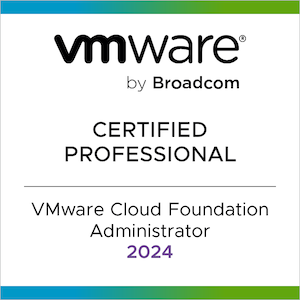 vmware®
by Broadcom
CERTIFIED
PROFESSIONAL
VMware Cloud Foundation
Administrator
2024